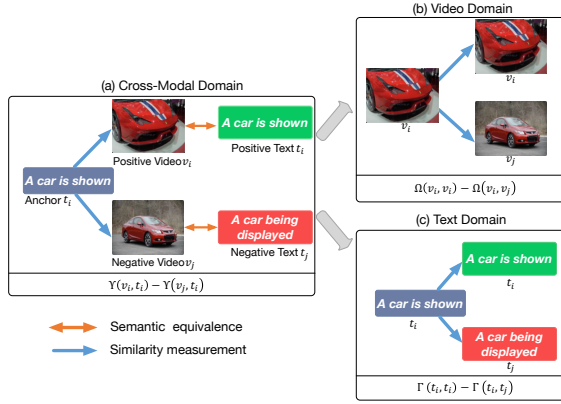 (a) Cross-Modal Domain
A car is shown
Anchor t_i
Positive Video v_i
A car is shown
Positive Text t_i
Negative Video v_j
A car being
displayed
Negative Text t_j
ϒ(v_i, t_i) − ϒ(v_j, t_i)
Semantic equivalence
Similarity measurement
(b) Video Domain
v_i
v_i
v_j
Ω(v_i, v_i) − Ω(v_i, v_j)
(c) Text Domain
A car is shown
t_i
A car is shown
t_i
A car being
displayed
t_j
Γ(t_i, t_i) − Γ(t_i, t_j)